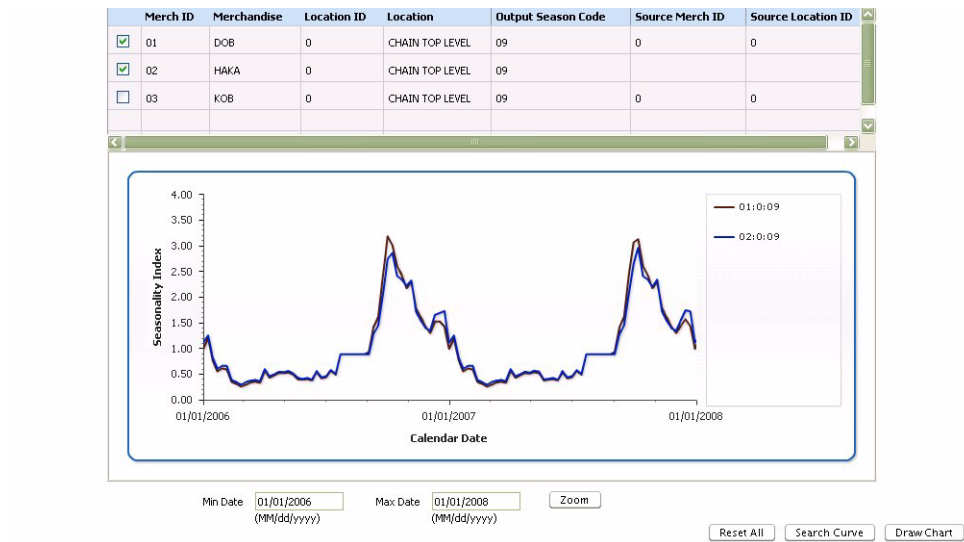 Merch ID Merchandise Location ID Location Output Season Code Source Merch ID Source Location ID
01 DOB 0 CHAIN TOP LEVEL 09 0 0
02 HAKA 0 CHAIN TOP LEVEL 09
03 KOB 0 CHAIN TOP LEVEL 09 0 0
4.00
3.50
3.00
2.50
2.00
1.50
1.00
0.50
0.00
Seasonality Index
01/01/2006 01/01/2007 01/01/2008
Calendar Date
01:0:09
02:0:09
Min Date 01/01/2006 Max Date 01/01/2008 Zoom
(MM/dd/yyyy) (MM/dd/yyyy)
Reset All Search Curve Draw Chart